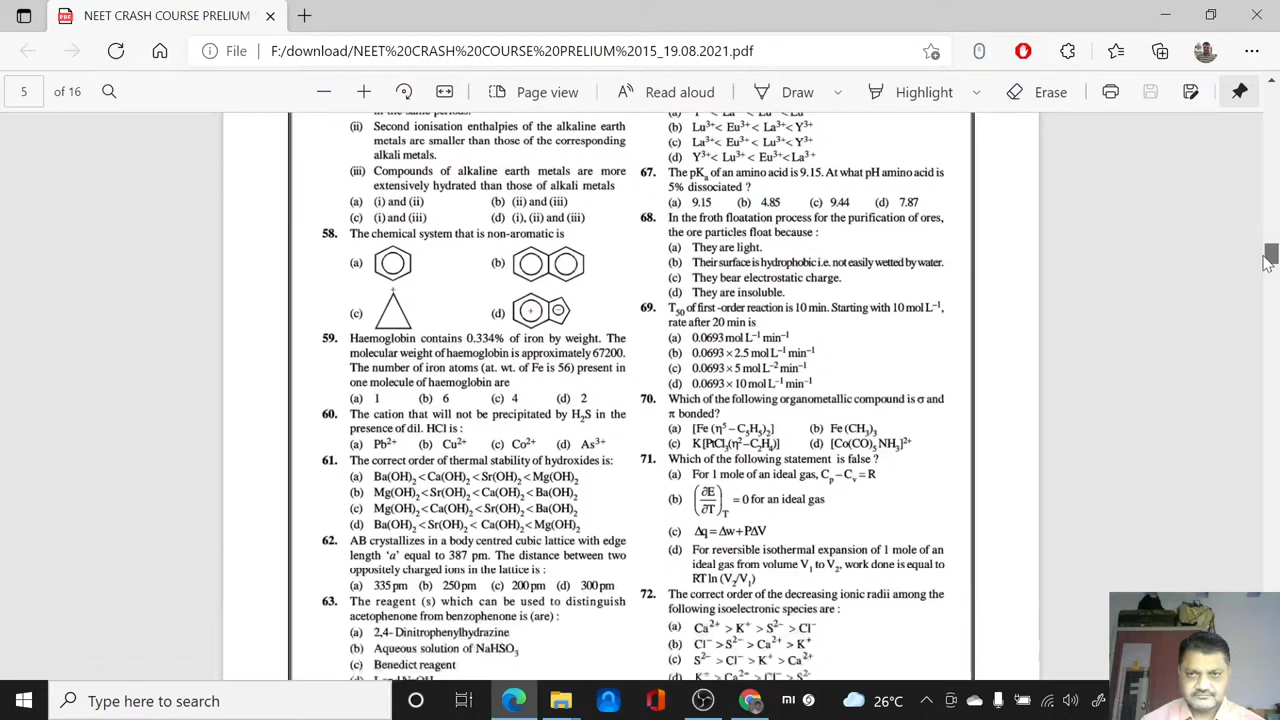 NEET CRASH COURSE PRELIUM
File
F:/download/NEET%20CRASH%20COURSE%20PRELIUM%2015_19.08.2021.pdf
5 of 16
Page view
Read aloud
Draw
Highlight
Erase
(ii) Second ionisation enthalpies of the alkaline earth
metals are smaller than those of the corresponding
alkali metals.
(iii) Compounds of alkaline earth metals are more
extensively hydrated than those of alkali metals
(a) (i) and (ii) (b) (ii) and (iii)
(c) (i) and (iii) (d) (i), (ii) and (iii)
58. The chemical system that is non-aromatic is
(a) (b)
(c) + (d) + −
59. Haemoglobin contains 0.334% of iron by weight. The
molecular weight of haemoglobin is approximately 67200.
The number of iron atoms (at. wt. of Fe is 56) present in
one molecule of haemoglobin are
(a) 1 (b) 6 (c) 4 (d) 2
60. The cation that will not be precipitated by H₂S in the
presence of dil. HCl is :
(a) Pb²⁺ (b) Cu²⁺ (c) Co²⁺ (d) As³⁺
61. The correct order of thermal stability of hydroxides is:
(a) Ba(OH)₂ < Ca(OH)₂ < Sr(OH)₂ < Mg(OH)₂
(b) Mg(OH)₂ < Sr(OH)₂ < Ca(OH)₂ < Ba(OH)₂
(c) Mg(OH)₂ < Ca(OH)₂ < Sr(OH)₂ < Ba(OH)₂
(d) Ba(OH)₂ < Sr(OH)₂ < Ca(OH)₂ < Mg(OH)₂
62. AB crystallizes in a body centred cubic lattice with edge
length 'a' equal to 387 pm. The distance between two
oppositely charged ions in the lattice is :
(a) 335 pm (b) 250 pm (c) 200 pm (d) 300 pm
63. The reagent (s) which can be used to distinguish
acetophenone from benzophenone is (are) :
(a) 2,4- Dinitrophenylhydrazine
(b) Aqueous solution of NaHSO₃
(c) Benedict reagent
(b) Lu³⁺ < Eu³⁺ < La³⁺ < Y³⁺
(c) La³⁺ < Eu³⁺ < Lu³⁺ < Y³⁺
(d) Y³⁺ < Lu³⁺ < Eu³⁺ < La³⁺
67. The pKₐ of an amino acid is 9.15. At what pH amino acid is
5% dissociated ?
(a) 9.15 (b) 4.85 (c) 9.44 (d) 7.87
68. In the froth floatation process for the purification of ores,
the ore particles float because :
(a) They are light.
(b) Their surface is hydrophobic i.e. not easily wetted by water.
(c) They bear electrostatic charge.
(d) They are insoluble.
69. T₅₀ of first -order reaction is 10 min. Starting with 10 mol L⁻¹,
rate after 20 min is
(a) 0.0693 mol L⁻¹ min⁻¹
(b) 0.0693 × 2.5 mol L⁻¹ min⁻¹
(c) 0.0693 × 5 mol L⁻² min⁻¹
(d) 0.0693 × 10 mol L⁻¹ min⁻¹
70. Which of the following organometallic compound is σ and
π bonded?
(a) [Fe (η⁵ – C₅H₅)₂] (b) Fe (CH₃)₃
(c) K [PtCl₃(η²–C₂H₄)] (d) [Co(CO)₅ NH₃]²⁺
71. Which of the following statement is false ?
(a) For 1 mole of an ideal gas, Cₚ – Cᵥ = R
(b) (∂E/∂T)_T = 0 for an ideal gas
(c) Δq = Δw + PΔV
(d) For reversible isothermal expansion of 1 mole of an
ideal gas from volume V₁ to V₂, work done is equal to
RT ln (V₂/V₁)
72. The correct order of the decreasing ionic radii among the
following isoelectronic species are :
(a) Ca²⁺ > K⁺ > S²⁻ > Cl⁻
(b) Cl⁻ > S²⁻ > Ca²⁺ > K⁺
(c) S²⁻ > Cl⁻ > K⁺ > Ca²⁺
(d) K⁺ > Ca²⁺ > Cl⁻ > S²⁻
Type here to search
26°C